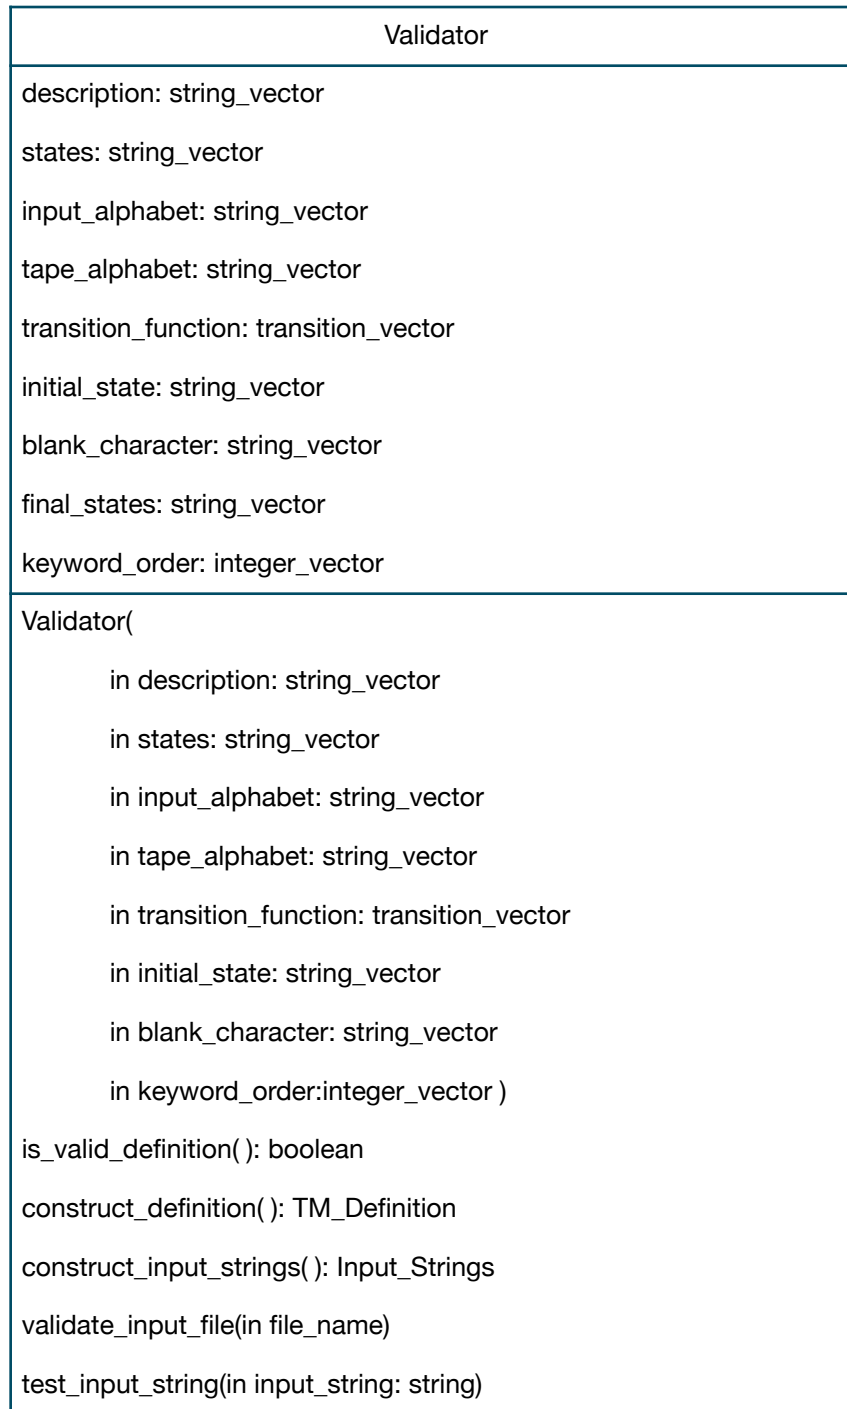 Validator
description: string_vector
states: string_vector
input_alphabet: string_vector
tape_alphabet: string_vector
transition_function: transition_vector
initial_state: string_vector
blank_character: string_vector
final_states: string_vector
keyword_order: integer_vector
Validator(
in description: string_vector
in states: string_vector
in input_alphabet: string_vector
in tape_alphabet: string_vector
in transition_function: transition_vector
in initial_state: string_vector
in blank_character: string_vector
in keyword_order:integer_vector )
is_valid_definition( ): boolean
construct_definition( ): TM_Definition
construct_input_strings( ): Input_Strings
validate_input_file(in file_name)
test_input_string(in input_string: string)